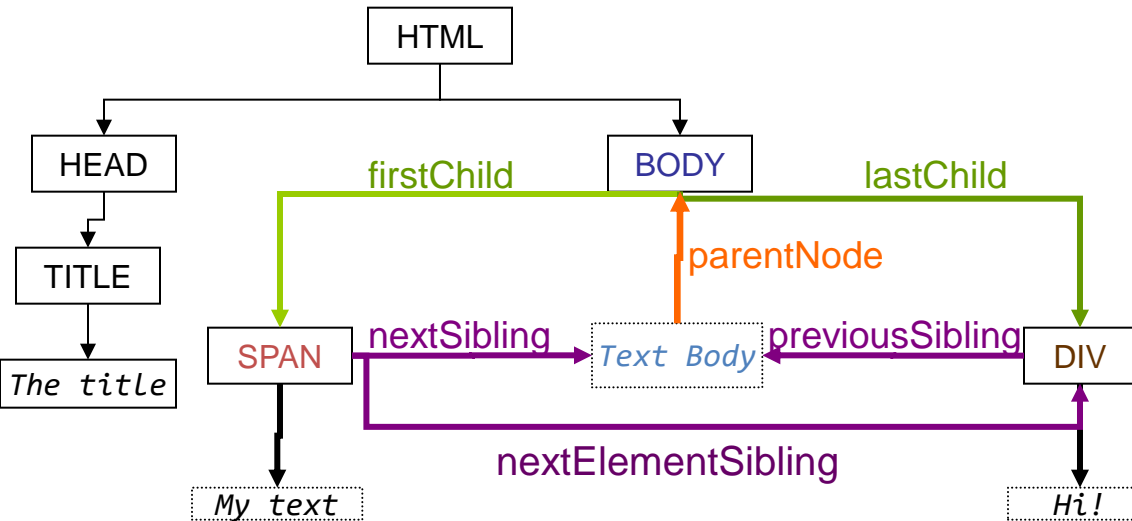 HTML
HEAD
BODY
firstChild
lastChild
parentNode
TITLE
nextSibling
previousSibling
SPAN
Text Body
DIV
The title
nextElementSibling
My text
Hi!